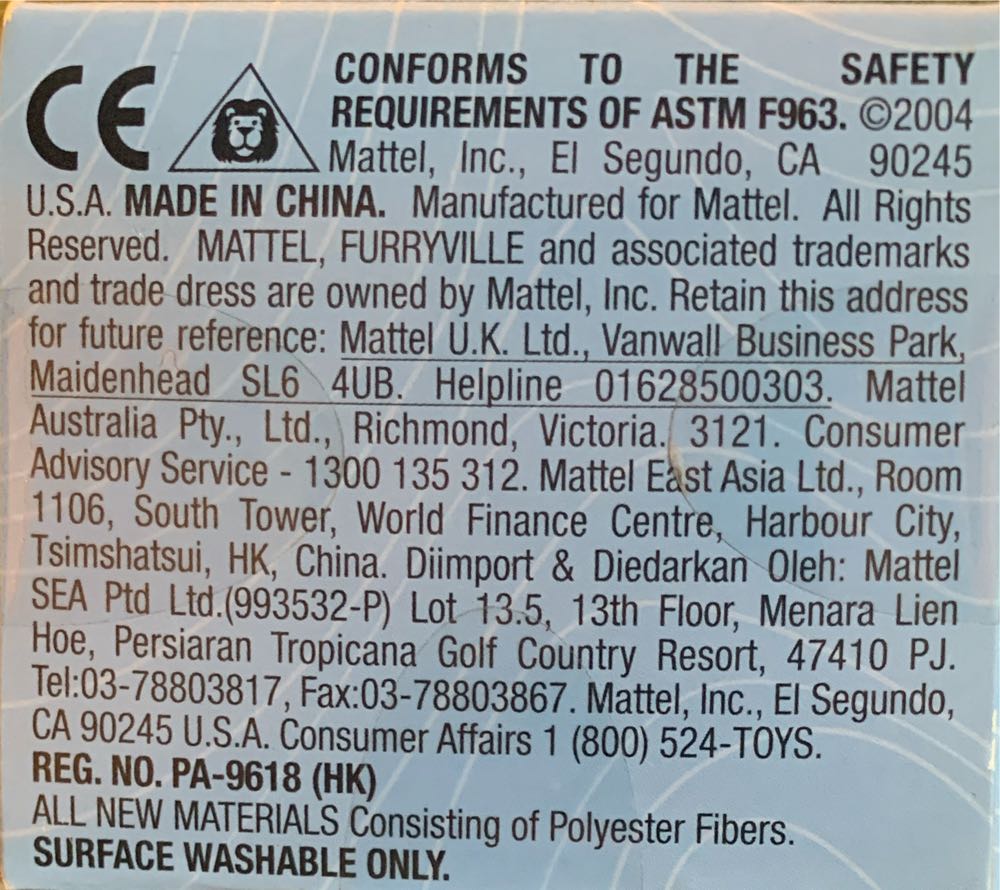 CE CONFORMS TO THE SAFETY
REQUIREMENTS OF ASTM F963. ©2004
Mattel, Inc., El Segundo, CA 90245
U.S.A. MADE IN CHINA. Manufactured for Mattel. All Rights
Reserved. MATTEL, FURRYVILLE and associated trademarks
and trade dress are owned by Mattel, Inc. Retain this address
for future reference: Mattel U.K. Ltd., Vanwall Business Park,
Maidenhead SL6 4UB. Helpline 01628500303. Mattel
Australia Pty., Ltd., Richmond, Victoria. 3121. Consumer
Advisory Service - 1300 135 312. Mattel East Asia Ltd., Room
1106, South Tower, World Finance Centre, Harbour City,
Tsimshatsui, HK, China. Diimport & Diedarkan Oleh: Mattel
SEA Ptd Ltd.(993532-P) Lot 13.5, 13th Floor, Menara Lien
Hoe, Persiaran Tropicana Golf Country Resort, 47410 PJ.
Tel:03-78803817, Fax:03-78803867. Mattel, Inc., El Segundo,
CA 90245 U.S.A. Consumer Affairs 1 (800) 524-TOYS.
REG. NO. PA-9618 (HK)
ALL NEW MATERIALS Consisting of Polyester Fibers.
SURFACE WASHABLE ONLY.